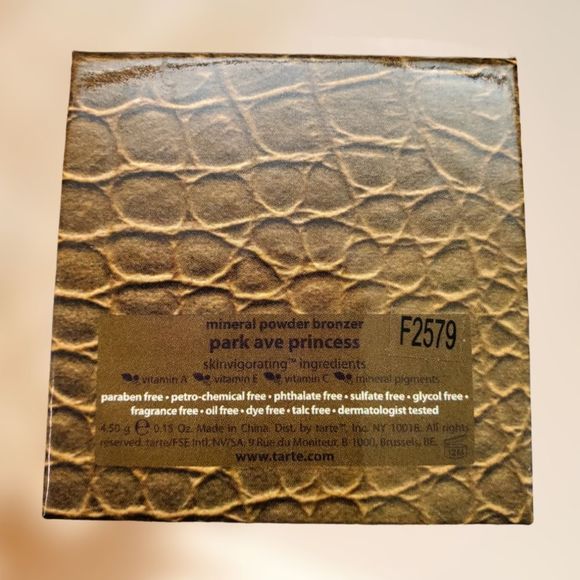 mineral powder bronzer
park ave princess
F2579
skinvigorating™ ingredients
vitamin A vitamin E vitamin C mineral pigments
paraben free • petro-chemical free • phthalate free • sulfate free • glycol free •
fragrance free • oil free • dye free • talc free • dermatologist tested
4.50 g ℮ 0.15 Oz. Made in China. Dist. by tarte™, Inc. NY 10018. All rights
reserved. tarte/FSE Intl. NV/SA, 9 Rue du Moniteur, B-1000, Brussels, BE. 12M
www.tarte.com